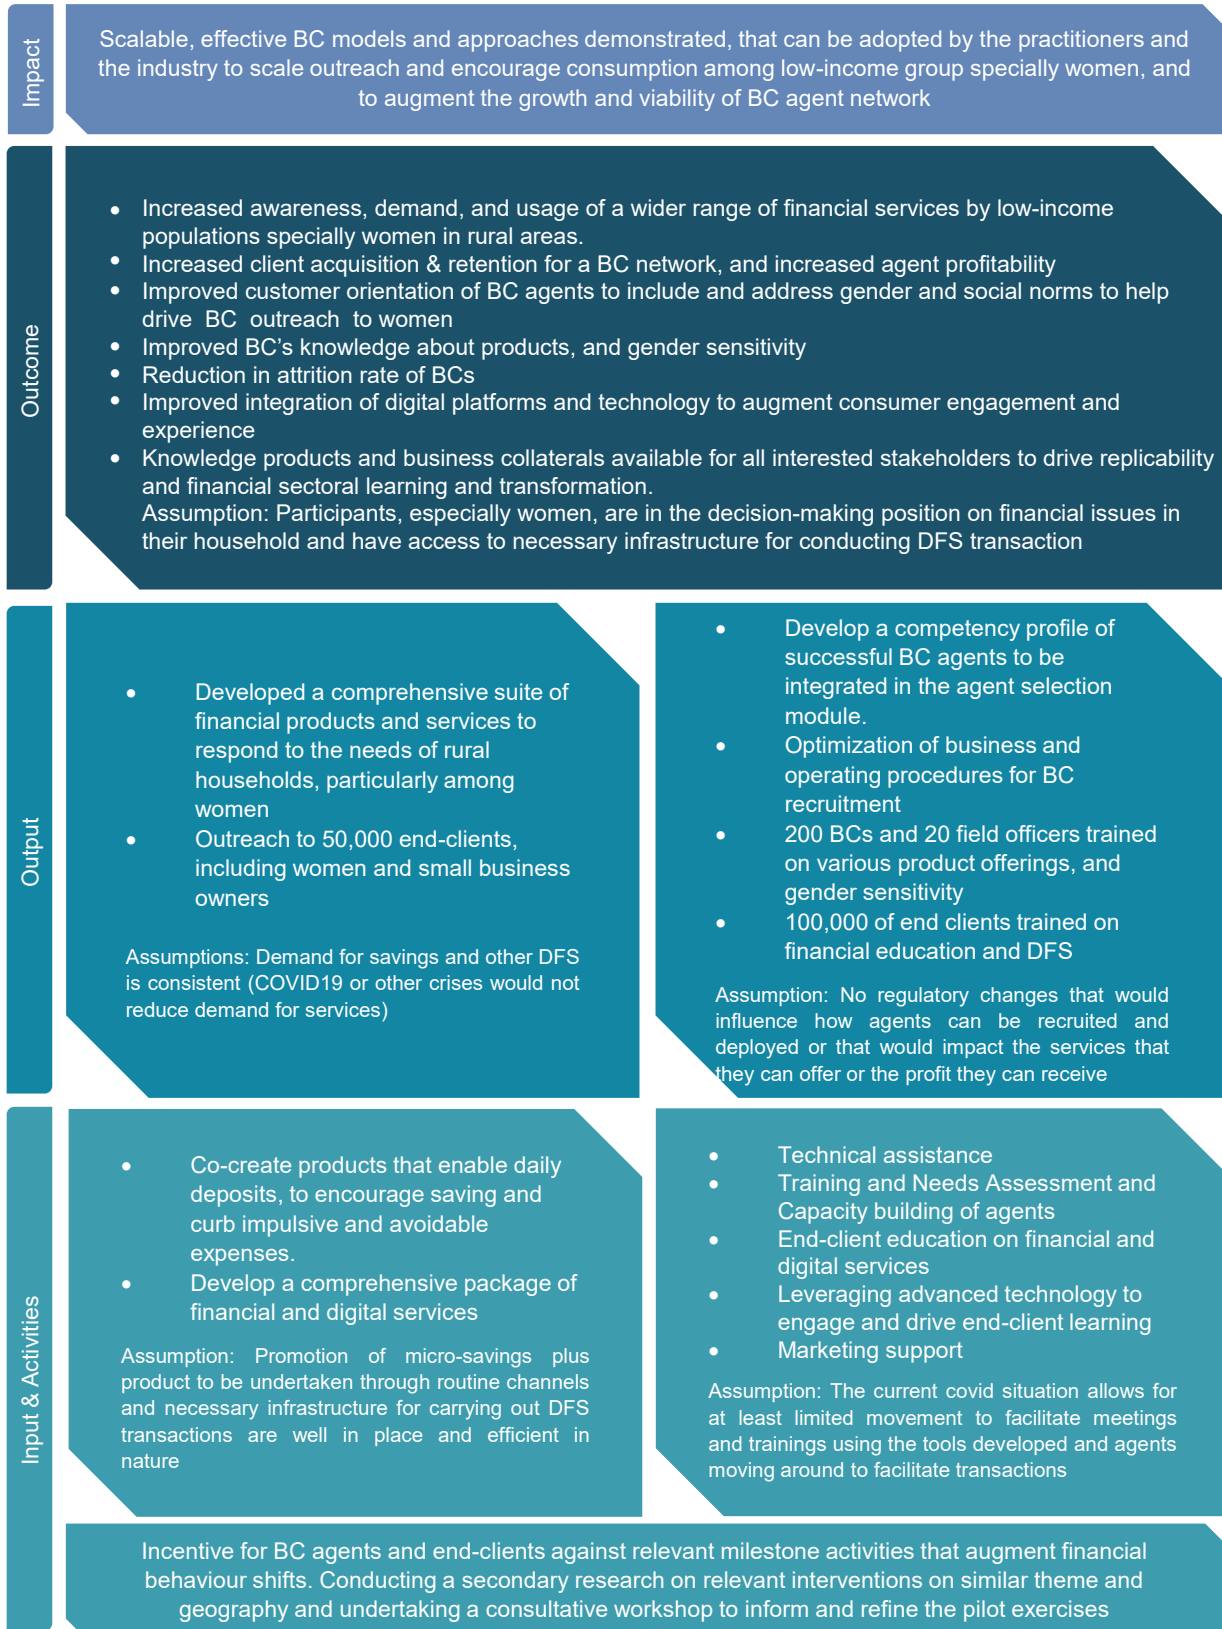 Impact
Scalable, effective BC models and approaches demonstrated, that can be adopted by the practitioners and
the industry to scale outreach and encourage consumption among low-income group specially women, and
to augment the growth and viability of BC agent network
Outcome
• Increased awareness, demand, and usage of a wider range of financial services by low-income
populations specially women in rural areas.
• Increased client acquisition & retention for a BC network, and increased agent profitability
• Improved customer orientation of BC agents to include and address gender and social norms to help
drive BC outreach to women
• Improved BC’s knowledge about products, and gender sensitivity
• Reduction in attrition rate of BCs
• Improved integration of digital platforms and technology to augment consumer engagement and
experience
• Knowledge products and business collaterals available for all interested stakeholders to drive replicability
and financial sectoral learning and transformation.
Assumption: Participants, especially women, are in the decision-making position on financial issues in
their household and have access to necessary infrastructure for conducting DFS transaction
Output
• Developed a comprehensive suite of
financial products and services to
respond to the needs of rural
households, particularly among
women
• Outreach to 50,000 end-clients,
including women and small business
owners
Assumptions: Demand for savings and other DFS
is consistent (COVID19 or other crises would not
reduce demand for services)
• Develop a competency profile of
successful BC agents to be
integrated in the agent selection
module.
• Optimization of business and
operating procedures for BC
recruitment
• 200 BCs and 20 field officers trained
on various product offerings, and
gender sensitivity
• 100,000 of end clients trained on
financial education and DFS
Assumption: No regulatory changes that would
influence how agents can be recruited and
deployed or that would impact the services that
they can offer or the profit they can receive
Input & Activities
• Co-create products that enable daily
deposits, to encourage saving and
curb impulsive and avoidable
expenses.
• Develop a comprehensive package of
financial and digital services
Assumption: Promotion of micro-savings plus
product to be undertaken through routine channels
and necessary infrastructure for carrying out DFS
transactions are well in place and efficient in
nature
• Technical assistance
• Training and Needs Assessment and
Capacity building of agents
• End-client education on financial and
digital services
• Leveraging advanced technology to
engage and drive end-client learning
• Marketing support
Assumption: The current covid situation allows for
at least limited movement to facilitate meetings
and trainings using the tools developed and agents
moving around to facilitate transactions
Incentive for BC agents and end-clients against relevant milestone activities that augment financial
behaviour shifts. Conducting a secondary research on relevant interventions on similar theme and
geography and undertaking a consultative workshop to inform and refine the pilot exercises